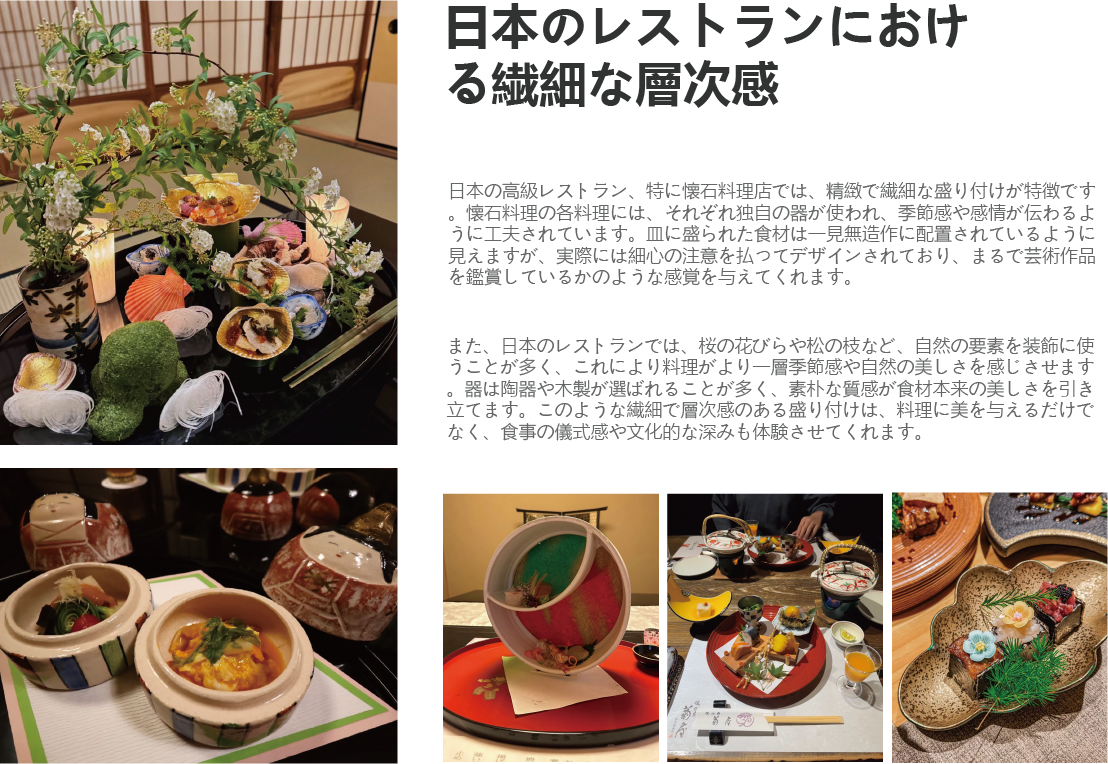 日本のレストランにおけ
る繊細な層次感
日本の高級レストラン、特に懐石料理店では、精緻で繊細な盛り付けが特徴です
。懐石料理の各料理には、それぞれ独自の器が使われ、季節感や感情が伝わるよ
うに工夫されています。皿に盛られた食材は一見無造作に配置されているように
見えますが、実際には細心の注意を払ってデザインされており、まるで芸術作品
を鑑賞しているかのような感覚を与えてくれます。
また、日本のレストランでは、桜の花びらや松の枝など、自然の要素を装飾に使
うことが多く、これにより料理がより一層季節感や自然の美しさを感じさせます
。器は陶器や木製が選ばれることが多く、素朴な質感が食材本来の美しさを引き
立てます。このような繊細で層次感のある盛り付けは、料理に美を与えるだけで
なく、食事の儀式感や文化的な深みも体験させてくれます。